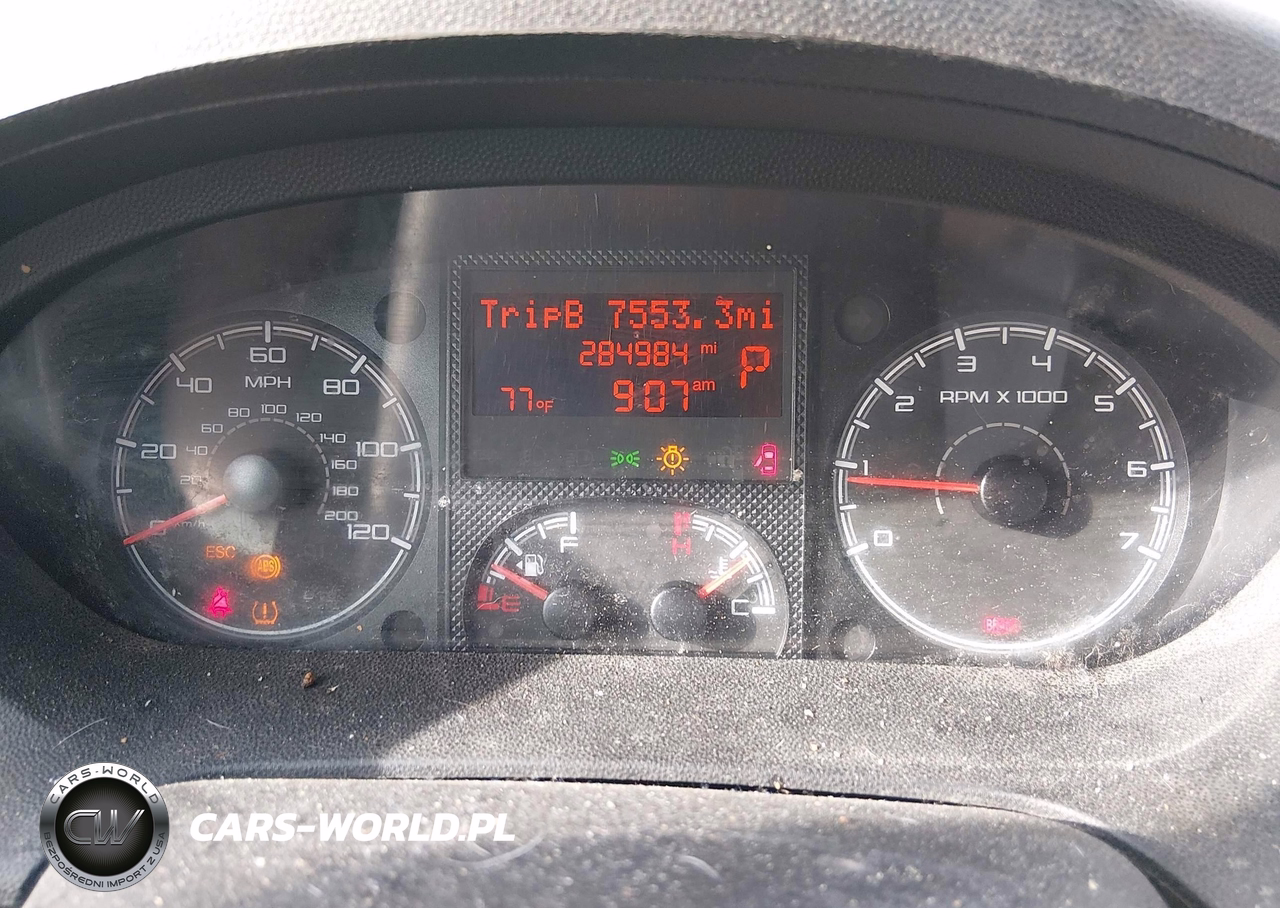 TripB 7553.3mi
284984 mi
P
77°F 907 am
60
40 MPH 80
80 100 120
60 140
20 40 100
160
20 180
200
0 km/h 120
ESC
ABS
3 4
2 RPM X 1000 5
1 6
0 7
F H
E C
CARS-WORLD
CW
BEZPOŚREDNI IMPORT Z USA
CARS-WORLD.PL